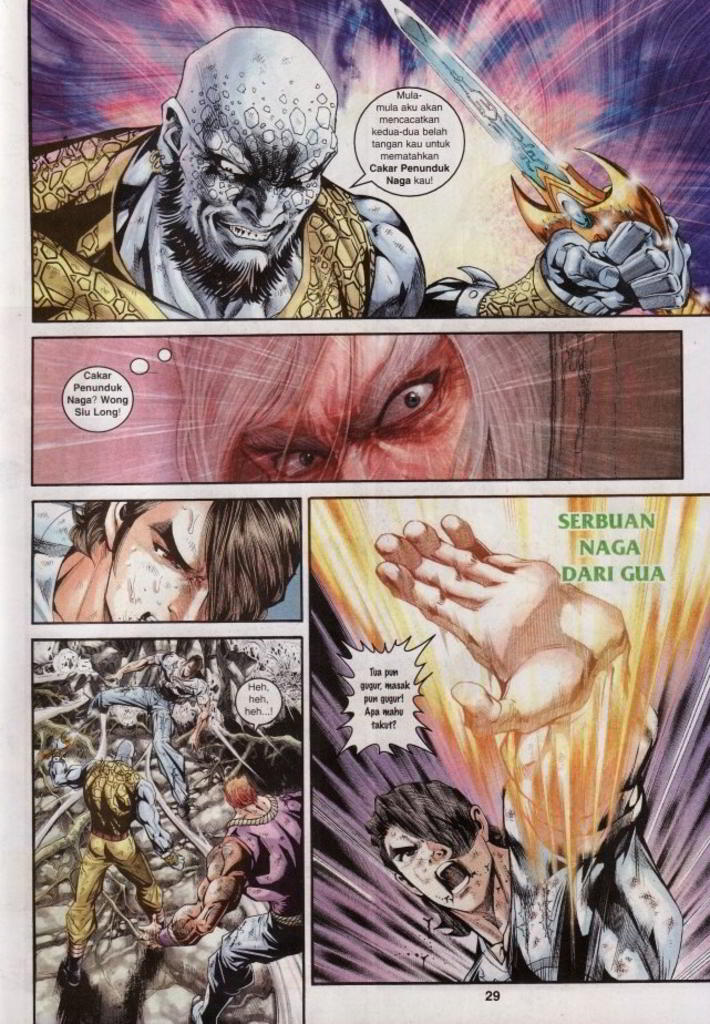 Mula-
mula aku akan
mencacatkan
kedua-dua belah
tangan kau untuk
mematahkan
Cakar Penunduk
Naga kau!
Cakar
Penunduk
Naga? Wong
Siu Long!
SERBUAN
NAGA
DARI GUA
Tua pun
gugur, masak
pun gugur!
Apa mahu
takut?
Heh,
heh,
heh...!
29